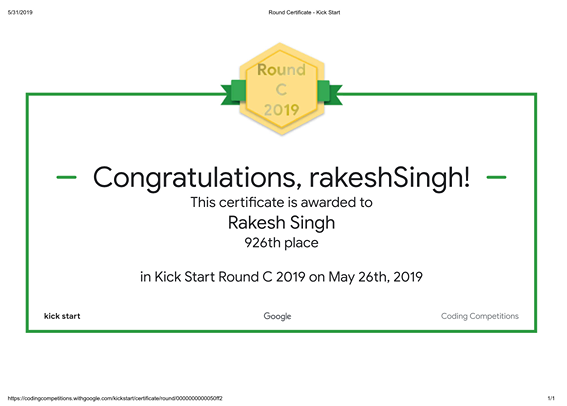 5/31/2019 Round Certificate - Kick Start
Round
C
2019
Congratulations, rakeshSingh!
This certificate is awarded to
Rakesh Singh
926th place
in Kick Start Round C 2019 on May 26th, 2019
kick start Google Coding Competitions
https://codingcompetitions.withgoogle.com/kickstart/certificate/round/0000000000050ff2 1/1